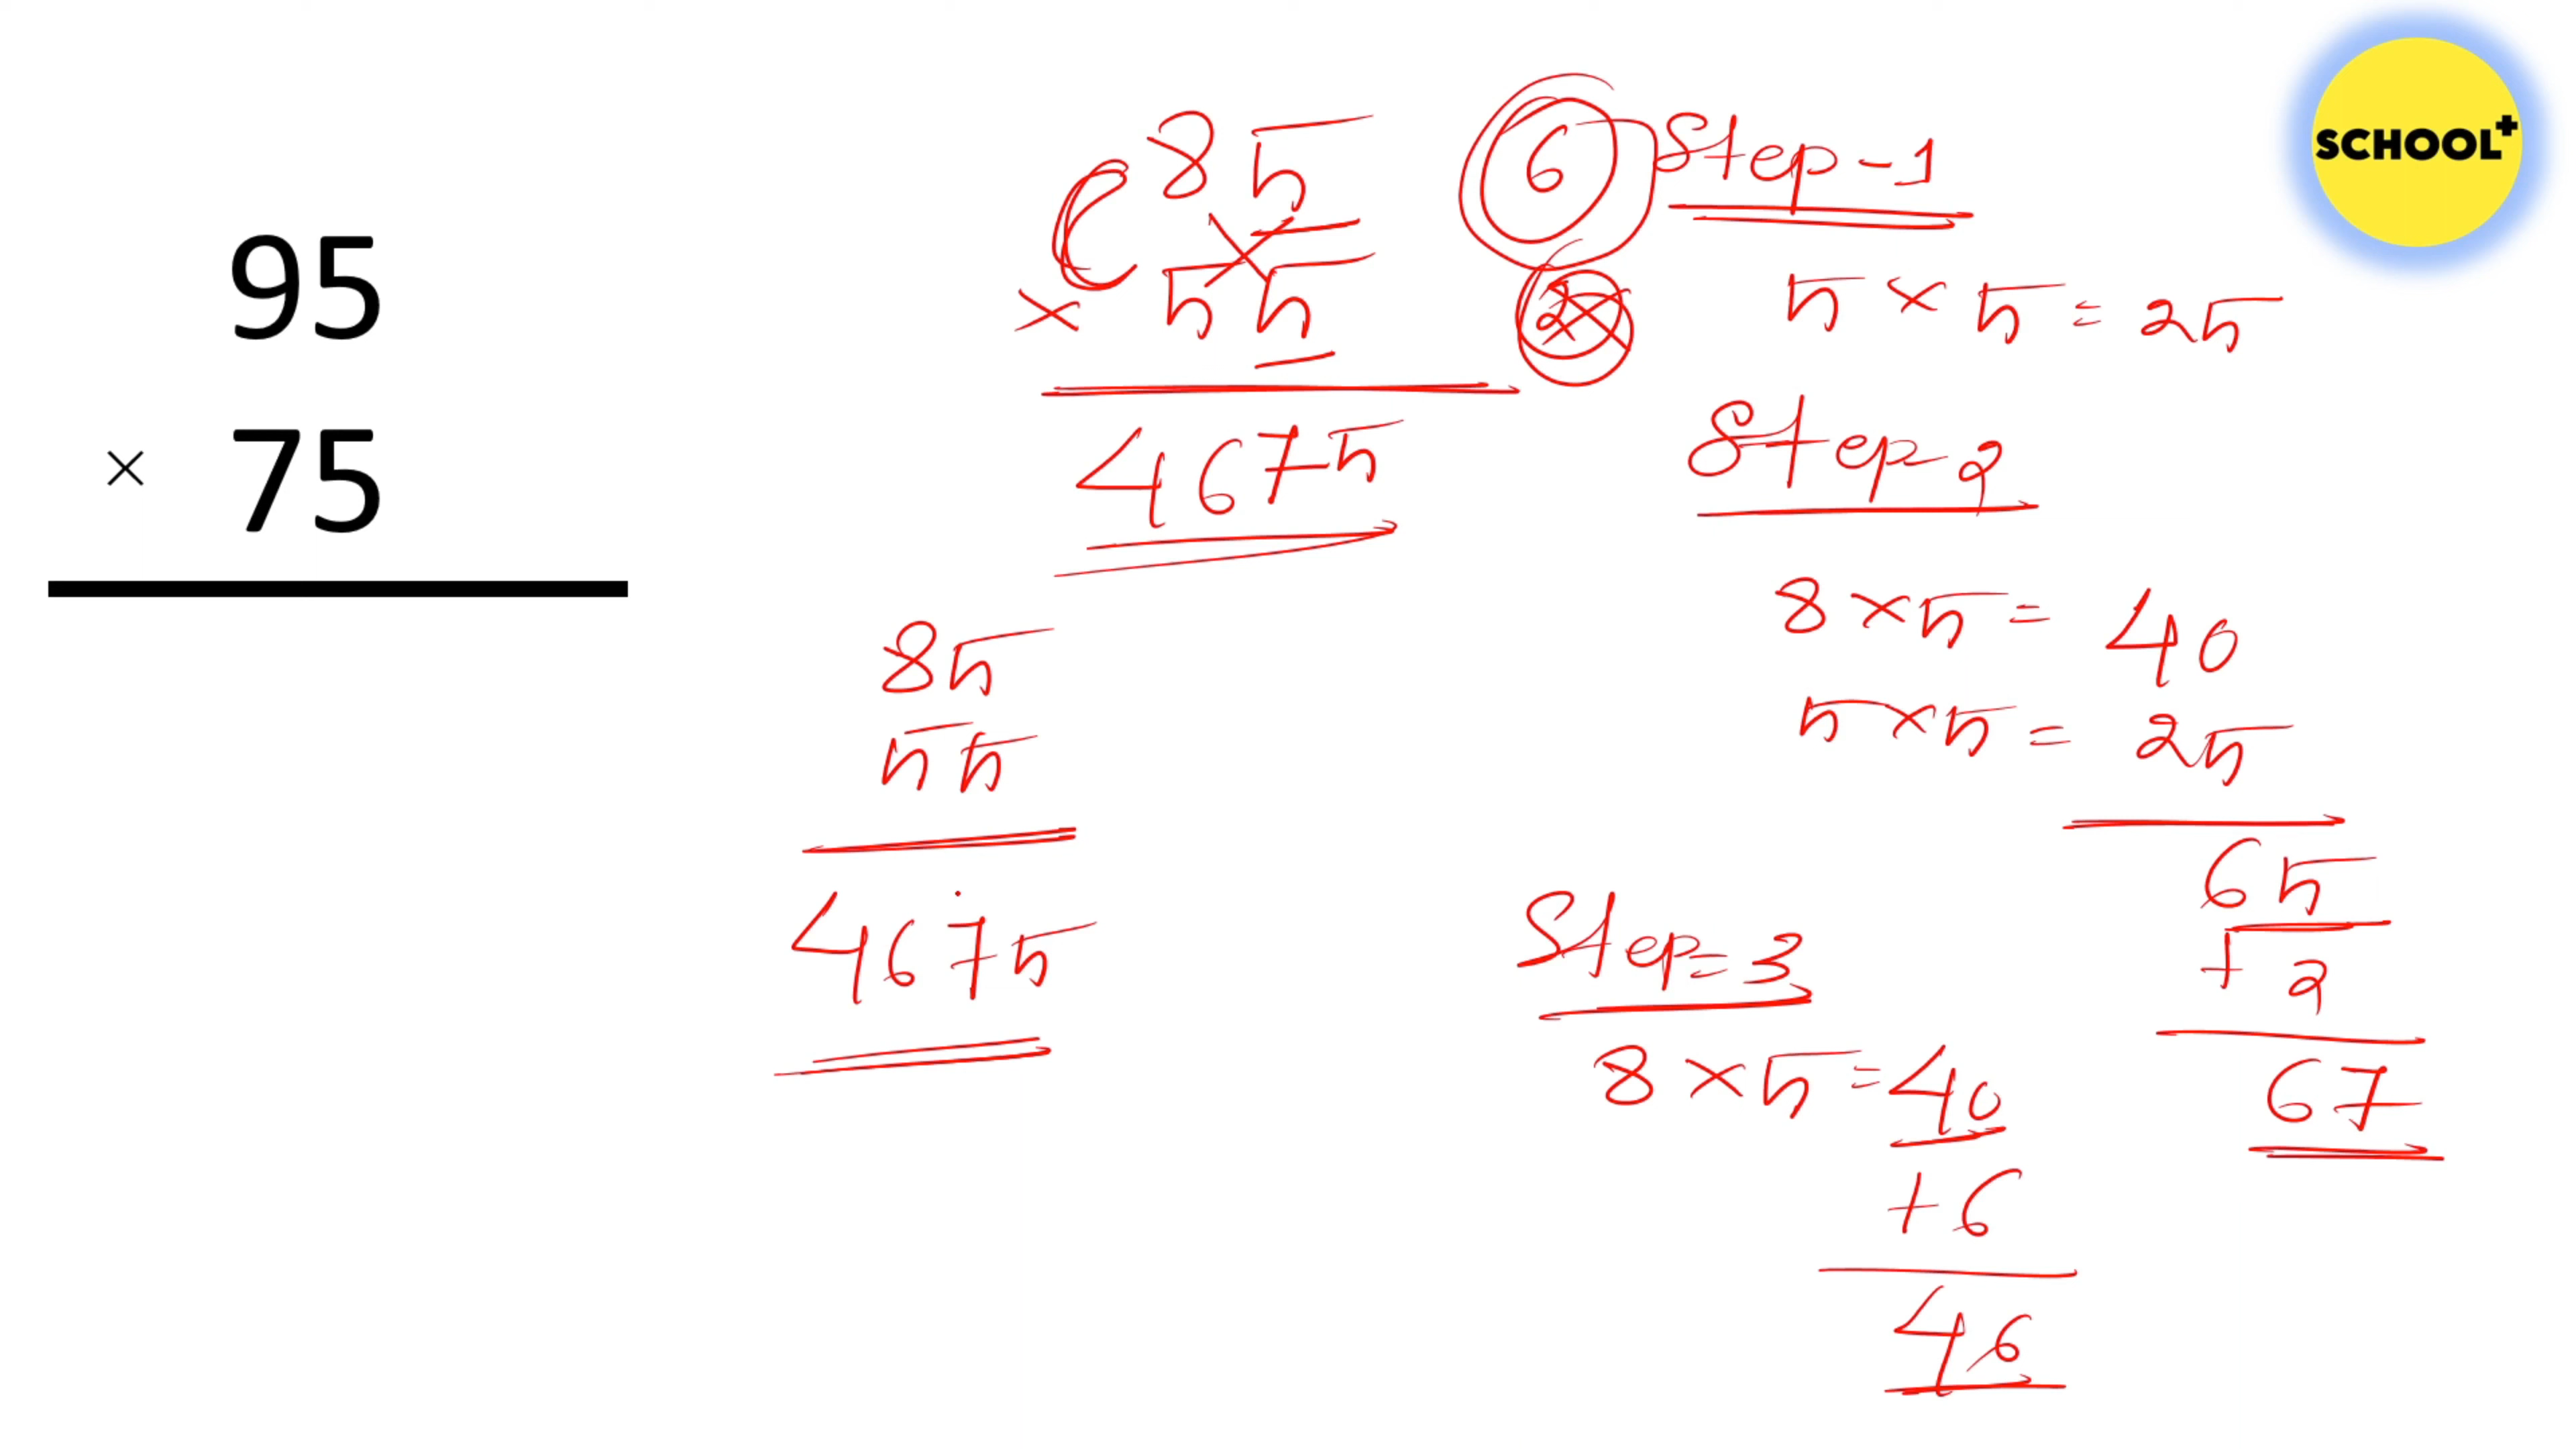 SCHOOL+
95
× 75
85
× 55
4675
6
2
85
55
4675
Step-1
5 × 5 = 25
Step-2
8 × 5 = 40
5 × 5 = 25
65
+ 2
67
Step=3
8 × 5 = 40
+ 6
46